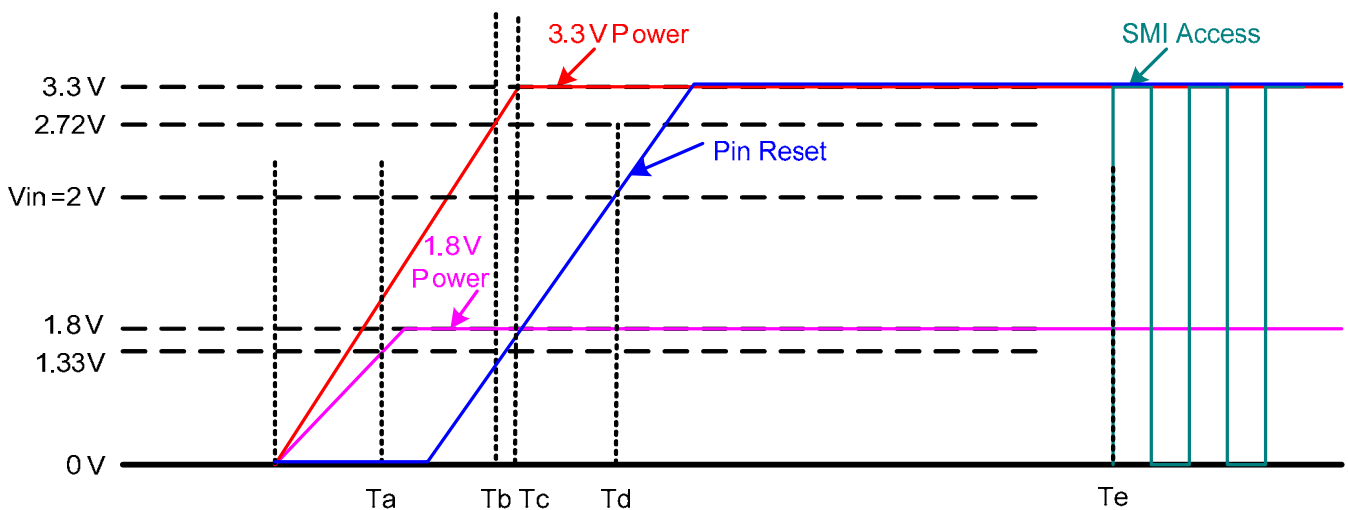 3.3 V Power
SMI Access
3.3 V
2.72V
Pin Reset
Vin =2 V
1.8 V
Power
1.8 V
1.33V
0 V
Ta
Tb
Tc
Td
Te